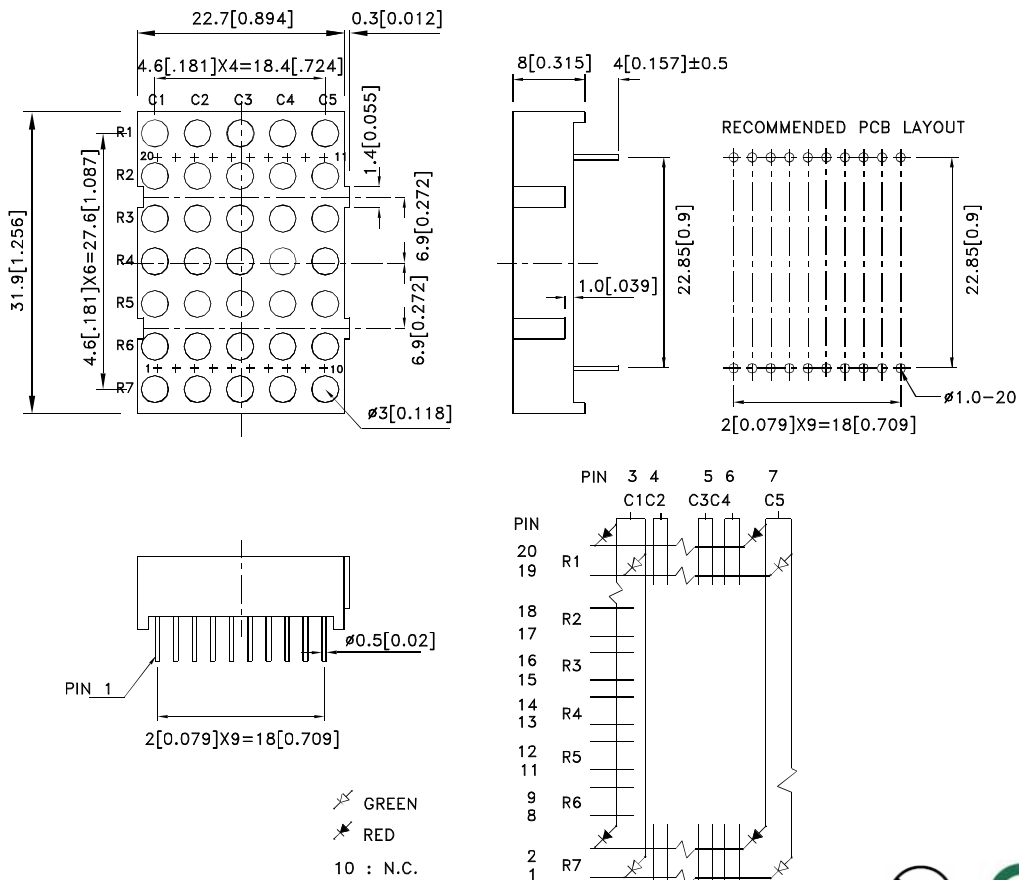 22.7[0.894]
0.3[0.012]
4.6[.181]X4=18.4[.724]
C1 C2 C3 C4 C5
R1
20
11
R2
R3
R4
R5
R6
1
10
R7
31.9[1.256]
4.6[.181]X6=27.6[1.087]
1.4[0.055]
6.9[0.272]
6.9[0.272]
ø3[0.118]
8[0.315]
4[0.157]±0.5
1.0[.039]
22.85[0.9]
RECOMMENDED PCB LAYOUT
22.85[0.9]
ø1.0-20
2[0.079]X9=18[0.709]
ø0.5[0.02]
PIN 1
2[0.079]X9=18[0.709]
GREEN
RED
10 : N.C.
PIN 3 4 5 6 7
C1C2 C3C4 C5
PIN
20
R1
19
18
R2
17
16
R3
15
14
R4
13
12
R5
11
9
R6
8
2
R7
1